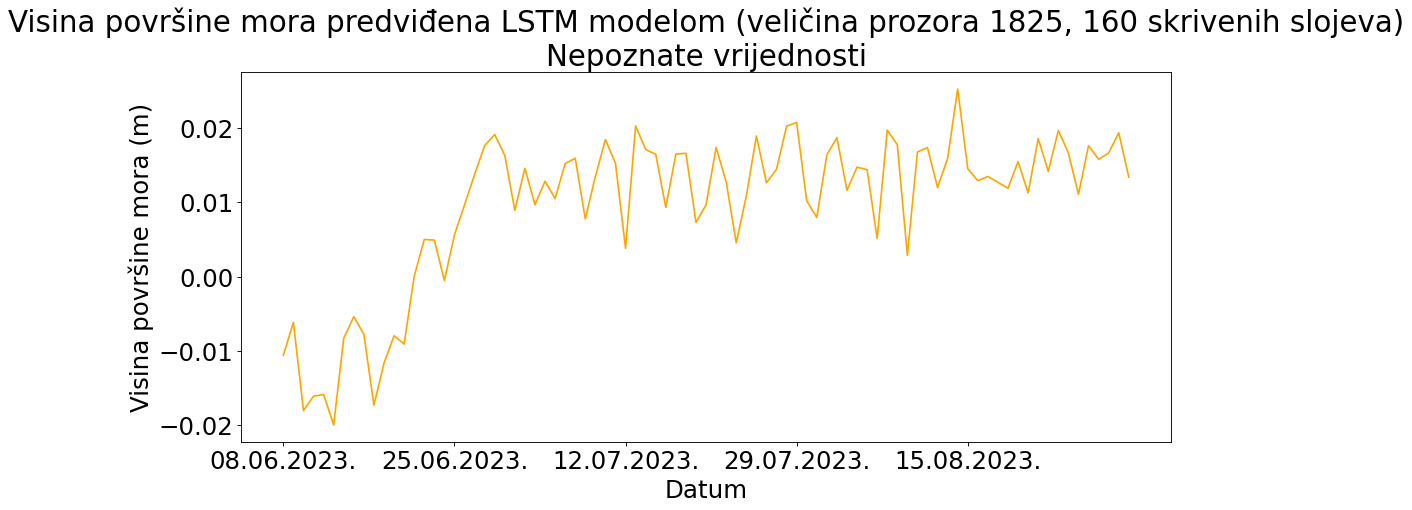 Visina površine mora predviđena LSTM modelom (veličina prozora 1825, 160 skrivenih slojeva)
Nepoznate vrijednosti
Visina površine mora (m)
0.02
0.01
0.00
−0.01
−0.02
08.06.2023. 25.06.2023. 12.07.2023. 29.07.2023. 15.08.2023.
Datum